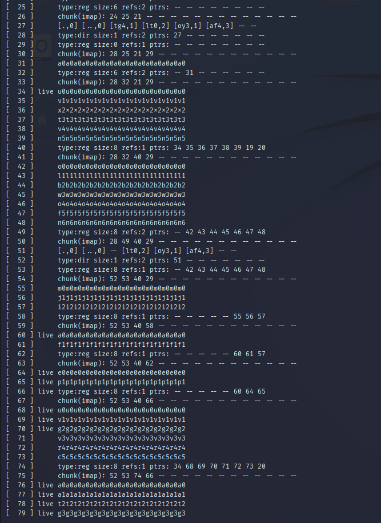 [ 25 ] type:reg size:6 refs:2 ptrs: -- -- -- -- -- -- -- --
[ 26 ] chunk(imap): 24 25 21 -- -- -- -- -- -- -- -- -- -- -- -- --
[ 27 ] [.,0] [..,0] [tg4,1] [lt0,2] [oy3,1] [af4,3] -- --
[ 28 ] type:dir size:1 refs:2 ptrs: 27 -- -- -- -- -- -- --
[ 29 ] type:reg size:0 refs:1 ptrs: -- -- -- -- -- -- -- --
[ 30 ] chunk(imap): 28 25 21 29 -- -- -- -- -- -- -- -- -- -- -- --
[ 31 ] a0a0a0a0a0a0a0a0a0a0a0a0a0a0a0a0
[ 32 ] type:reg size:6 refs:2 ptrs: -- 31 -- -- -- -- -- --
[ 33 ] chunk(imap): 28 32 21 29 -- -- -- -- -- -- -- -- -- -- -- --
[ 34 ] live u0u0u0u0u0u0u0u0u0u0u0u0u0u0u0u0
[ 35 ] v1v1v1v1v1v1v1v1v1v1v1v1v1v1v1v1
[ 36 ] x2x2x2x2x2x2x2x2x2x2x2x2x2x2x2x2
[ 37 ] t3t3t3t3t3t3t3t3t3t3t3t3t3t3t3t3
[ 38 ] v4v4v4v4v4v4v4v4v4v4v4v4v4v4v4v4
[ 39 ] n5n5n5n5n5n5n5n5n5n5n5n5n5n5n5n5
[ 40 ] type:reg size:8 refs:1 ptrs: 34 35 36 37 38 39 19 20
[ 41 ] chunk(imap): 28 32 40 29 -- -- -- -- -- -- -- -- -- -- -- --
[ 42 ] o0o0o0o0o0o0o0o0o0o0o0o0o0o0o0o0
[ 43 ] l1l1l1l1l1l1l1l1l1l1l1l1l1l1l1l1
[ 44 ] b2b2b2b2b2b2b2b2b2b2b2b2b2b2b2b2
[ 45 ] w3w3w3w3w3w3w3w3w3w3w3w3w3w3w3w3
[ 46 ] o4o4o4o4o4o4o4o4o4o4o4o4o4o4o4o4
[ 47 ] f5f5f5f5f5f5f5f5f5f5f5f5f5f5f5f5
[ 48 ] n6n6n6n6n6n6n6n6n6n6n6n6n6n6n6n6
[ 49 ] type:reg size:8 refs:2 ptrs: -- 42 43 44 45 46 47 48
[ 50 ] chunk(imap): 28 49 40 29 -- -- -- -- -- -- -- -- -- -- -- --
[ 51 ] [.,0] [..,0] -- [lt0,2] [oy3,1] [af4,3] -- --
[ 52 ] type:dir size:1 refs:2 ptrs: 51 -- -- -- -- -- -- --
[ 53 ] type:reg size:8 refs:1 ptrs: -- 42 43 44 45 46 47 48
[ 54 ] chunk(imap): 52 53 40 29 -- -- -- -- -- -- -- -- -- -- -- --
[ 55 ] m0m0m0m0m0m0m0m0m0m0m0m0m0m0m0m0
[ 56 ] j1j1j1j1j1j1j1j1j1j1j1j1j1j1j1j1
[ 57 ] i2i2i2i2i2i2i2i2i2i2i2i2i2i2i2i2
[ 58 ] type:reg size:8 refs:1 ptrs: -- -- -- -- -- 55 56 57
[ 59 ] chunk(imap): 52 53 40 58 -- -- -- -- -- -- -- -- -- -- -- --
[ 60 ] live a0a0a0a0a0a0a0a0a0a0a0a0a0a0a0a0
[ 61 ] f1f1f1f1f1f1f1f1f1f1f1f1f1f1f1f1
[ 62 ] type:reg size:8 refs:1 ptrs: -- -- -- -- -- 60 61 57
[ 63 ] chunk(imap): 52 53 40 62 -- -- -- -- -- -- -- -- -- -- -- --
[ 64 ] live e0e0e0e0e0e0e0e0e0e0e0e0e0e0e0e0
[ 65 ] live p1p1p1p1p1p1p1p1p1p1p1p1p1p1p1p1
[ 66 ] live type:reg size:8 refs:1 ptrs: -- -- -- -- -- 60 64 65
[ 67 ] chunk(imap): 52 53 40 66 -- -- -- -- -- -- -- -- -- -- -- --
[ 68 ] live u0u0u0u0u0u0u0u0u0u0u0u0u0u0u0u0
[ 69 ] live v1v1v1v1v1v1v1v1v1v1v1v1v1v1v1v1
[ 70 ] live g2g2g2g2g2g2g2g2g2g2g2g2g2g2g2g2
[ 71 ] v3v3v3v3v3v3v3v3v3v3v3v3v3v3v3v3
[ 72 ] r4r4r4r4r4r4r4r4r4r4r4r4r4r4r4r4
[ 73 ] c5c5c5c5c5c5c5c5c5c5c5c5c5c5c5c5
[ 74 ] type:reg size:8 refs:1 ptrs: 34 68 69 70 71 72 73 20
[ 75 ] chunk(imap): 52 53 74 66 -- -- -- -- -- -- -- -- -- -- -- --
[ 76 ] live a0a0a0a0a0a0a0a0a0a0a0a0a0a0a0a0
[ 77 ] live a1a1a1a1a1a1a1a1a1a1a1a1a1a1a1a1
[ 78 ] live t2t2t2t2t2t2t2t2t2t2t2t2t2t2t2t2
[ 79 ] live g3g3g3g3g3g3g3g3g3g3g3g3g3g3g3g3